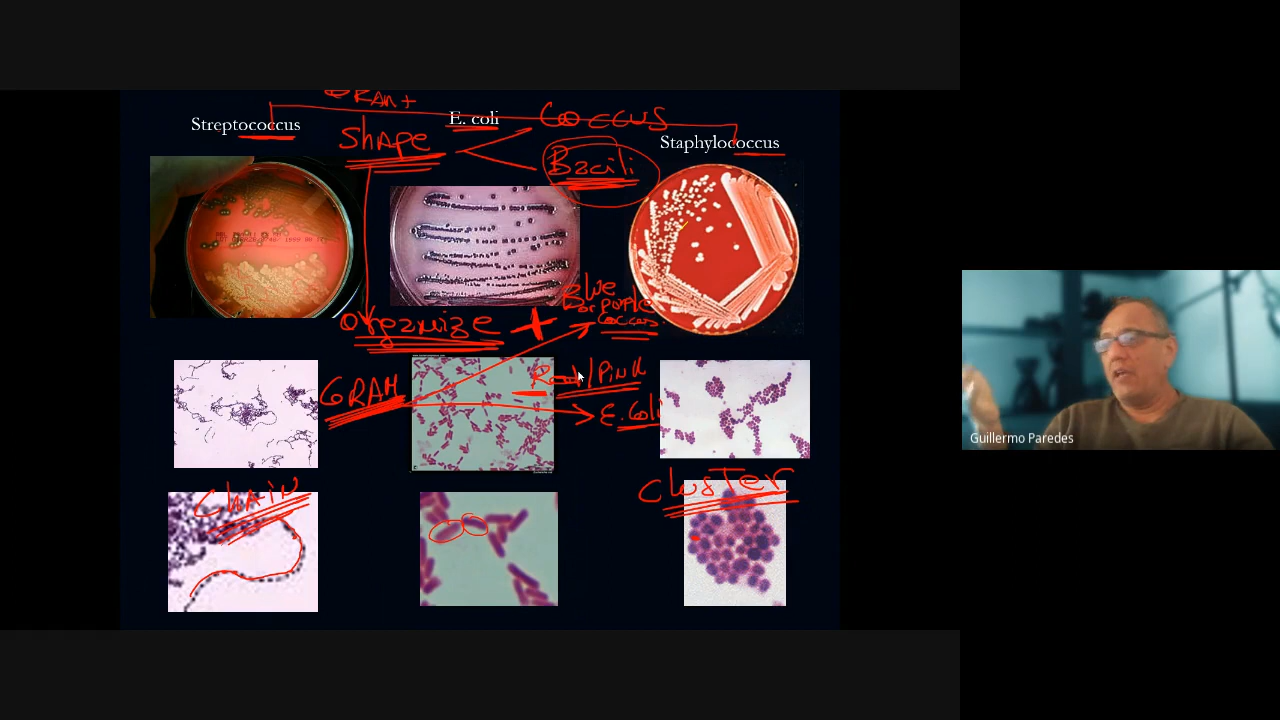 GRAM+
Streptococcus
E. coli
Coccus
Shape
Staphylococcus
Bacili
Blue
or purple
Organize +
Coccus
GRAM
- Red/Pink
E. Coli
Chain
Cluster
Guillermo Paredes